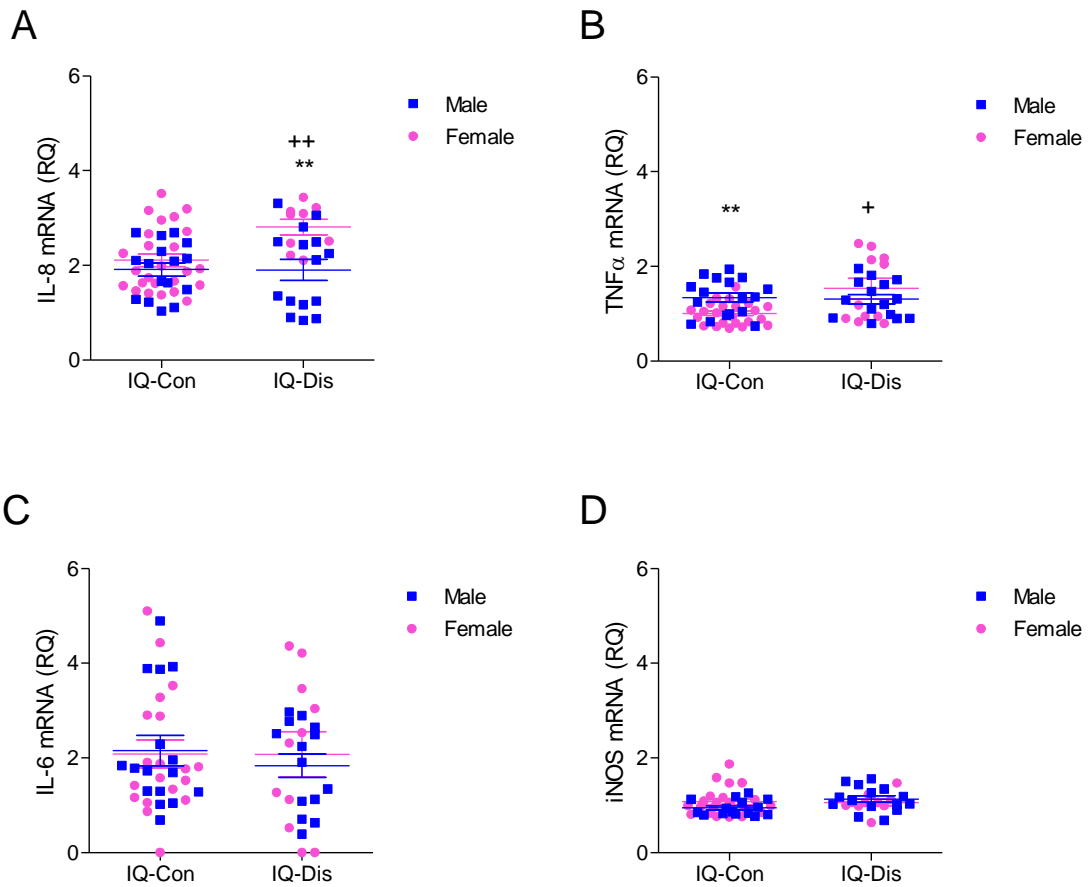 A
IL-8 mRNA (RQ)
6
4
2
0
++
**
IQ-Con
IQ-Dis
Male
Female
B
TNFα mRNA (RQ)
6
4
2
0
**
+
IQ-Con
IQ-Dis
Male
Female
C
IL-6 mRNA (RQ)
6
4
2
0
IQ-Con
IQ-Dis
Male
Female
D
iNOS mRNA (RQ)
6
4
2
0
IQ-Con
IQ-Dis
Male
Female